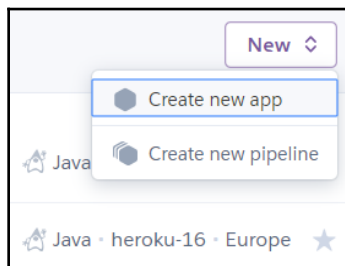 New
Create new app
Create new pipeline
Java
Java · heroku-16 · Europe